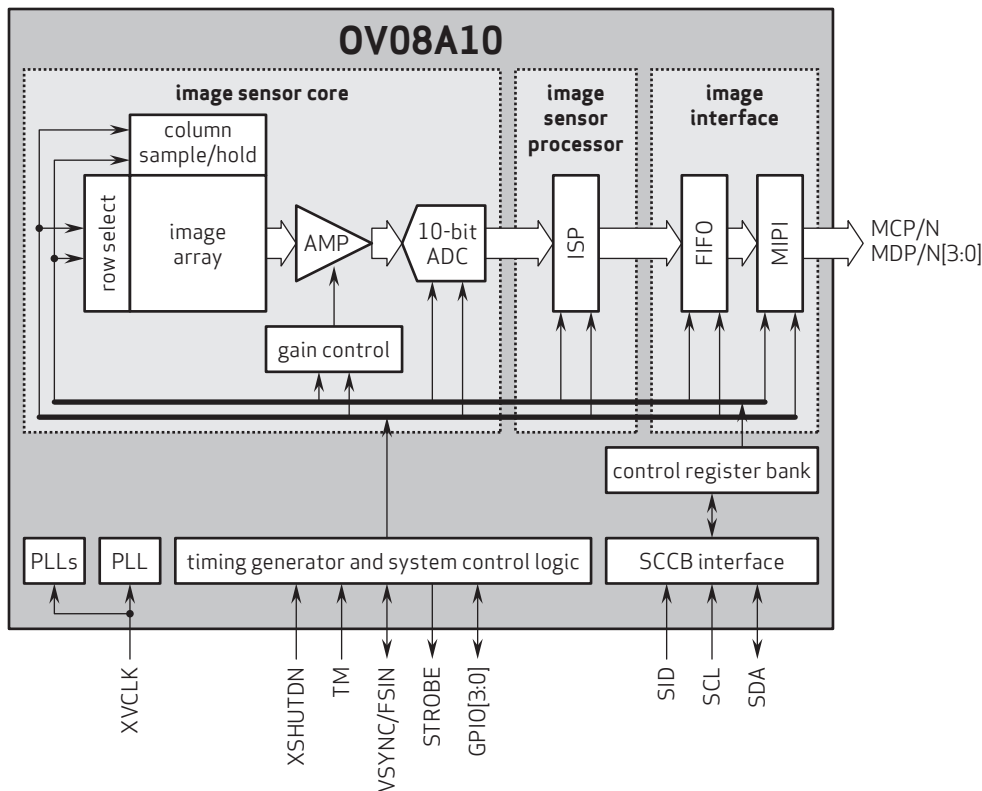 OV08A10
image sensor core
image
sensor
processor
image
interface
column
sample/hold
row select
image
array
AMP
10-bit
ADC
ISP
FIFO
MIPI
MCP/N
MDP/N[3:0]
gain control
control register bank
PLLs
PLL
timing generator and system control logic
SCCB interface
XVCLK
XSHUTDN
TM
VSYNC/FSIN
STROBE
GPIO[3:0]
SID
SCL
SDA